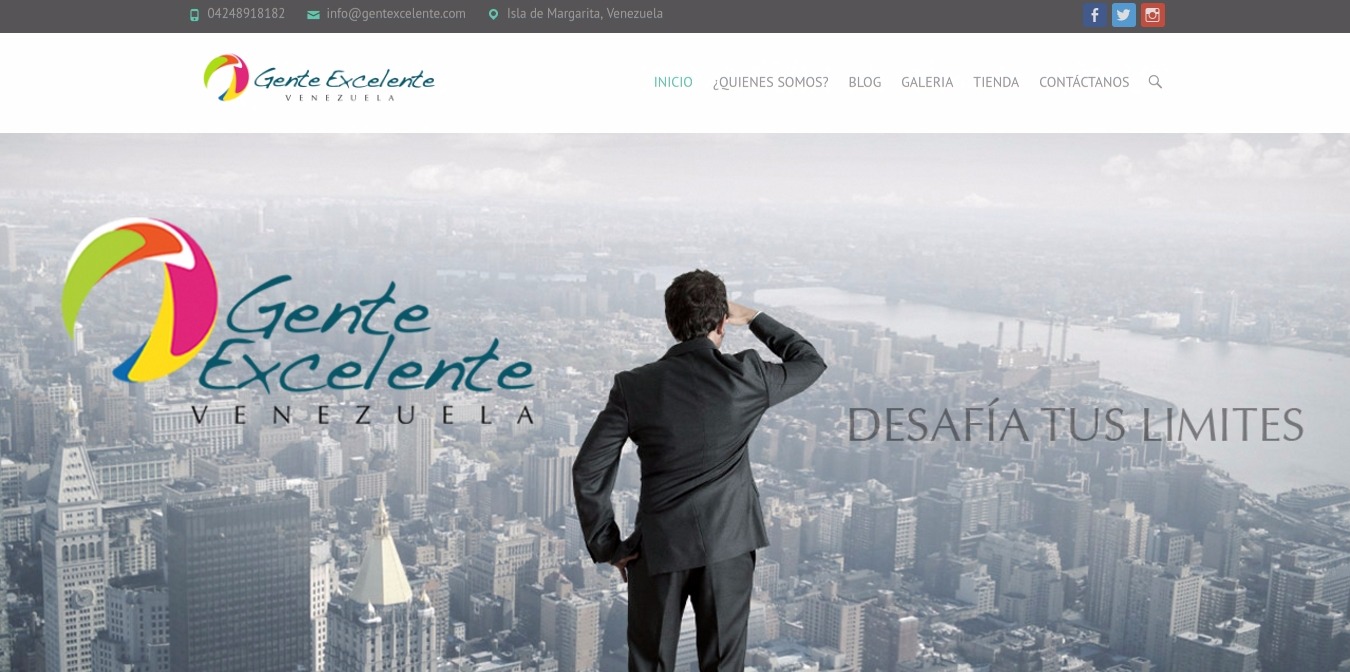 04248918182 info@gentexcelente.com Isla de Margarita, Venezuela
Gente Excelente
VENEZUELA
INICIO ¿QUIENES SOMOS? BLOG GALERIA TIENDA CONTÁCTANOS
Gente
Excelente
VENEZUELA
DESAFÍA TUS LIMITES